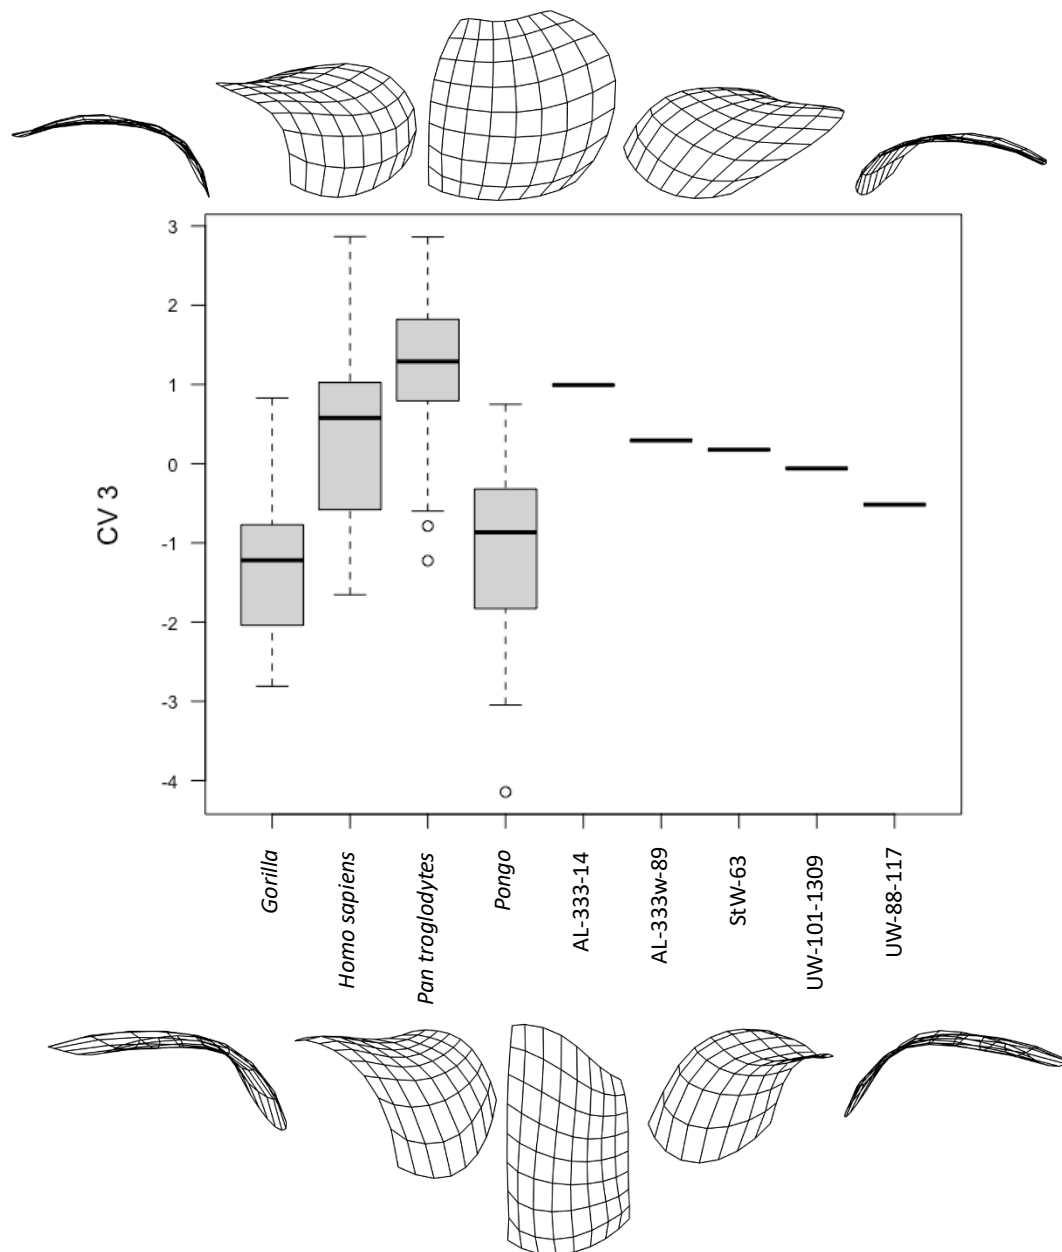 3
2
1
0
-1
-2
-3
-4
CV 3
Gorilla
Homo sapiens
Pan troglodytes
Pongo
AL-333-14
AL-333w-89
StW-63
UW-101-1309
UW-88-117